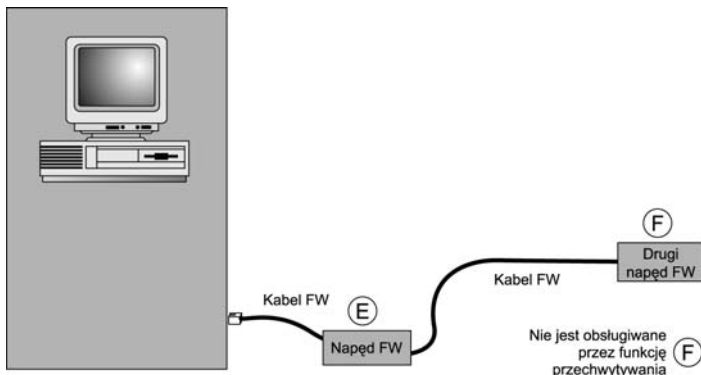 F
Drugi
napęd FW
Kabel FW
Kabel FW
E
Napęd FW
Nie jest obsługiwane
przez funkcję
przechwytywania
F